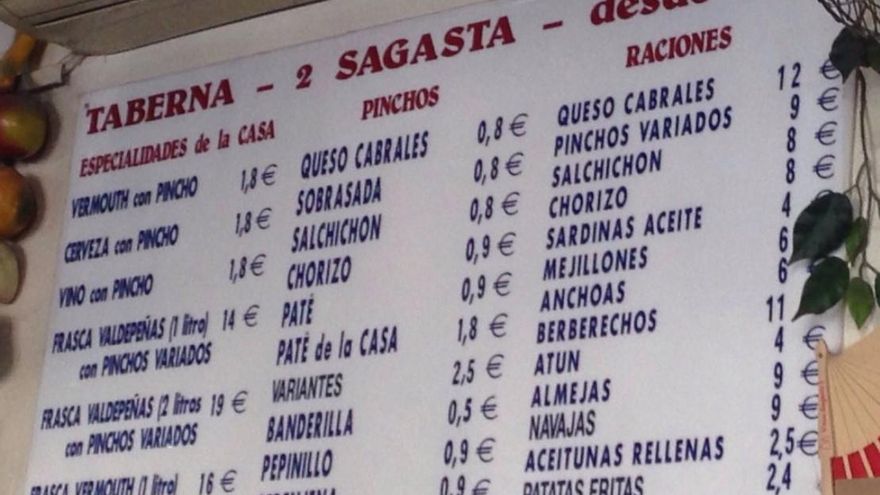 TABERNA – 2 SAGASTA –
ESPECIALIDADES de la CASA
VERMOUTH con PINCHO 1,8 €
CERVEZA con PINCHO 1,8 €
VINO con PINCHO 1,8 €
FRASCA VALDEPEÑAS (1 litro) 14 €
con PINCHOS VARIADOS
FRASCA VALDEPEÑAS (2 litros 19 €
con PINCHOS VARIADOS
FRASCA VERMOUTH (1 litro) 16 €
PINCHOS
QUESO CABRALES 0,8 €
SOBRASADA 0,8 €
SALCHICHON 0,8 €
CHORIZO 0,9 €
PATÉ 0,9 €
PATÉ de la CASA 1,8 €
VARIANTES 2,5 €
BANDERILLA 0,5 €
PEPINILLO 0,9 €
0,9 €
RACIONES
QUESO CABRALES 12 €
PINCHOS VARIADOS 9 €
SALCHICHON 8 €
CHORIZO 8 €
SARDINAS ACEITE 4
MEJILLONES 6
ANCHOAS 6
BERBERECHOS 11
ATUN 4 €
ALMEJAS 9 €
NAVAJAS 9 €
ACEITUNAS RELLENAS 2,5 €
PATATAS FRITAS 2,4